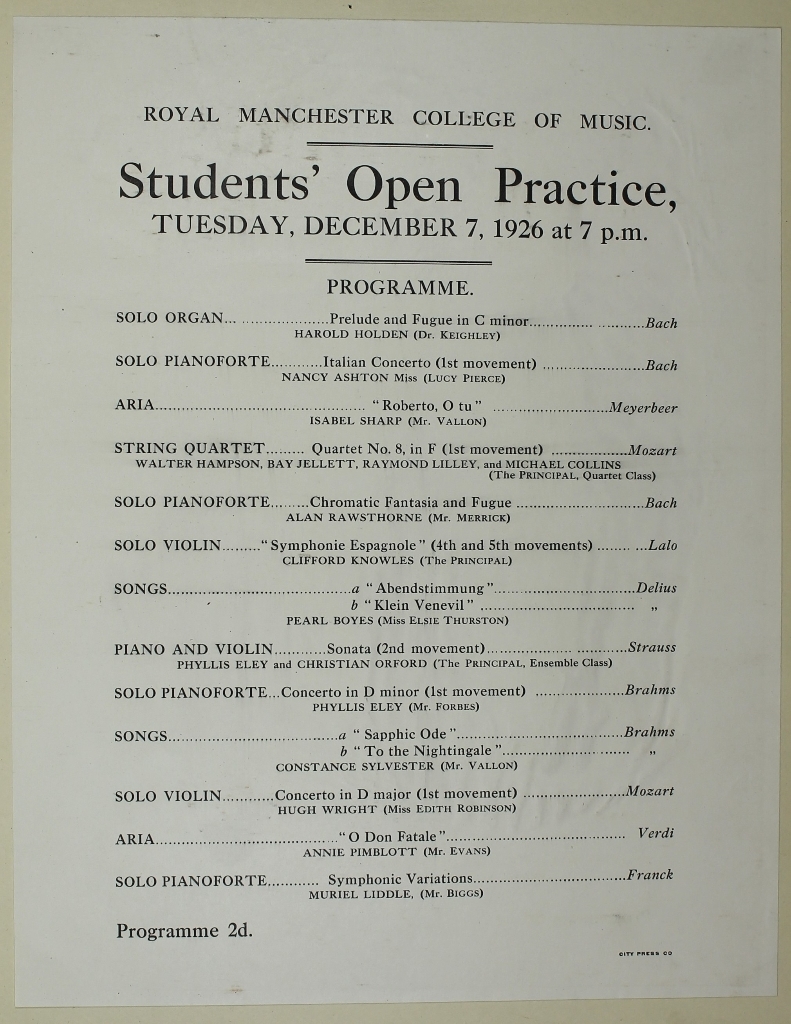 ROYAL MANCHESTER COLLEGE OF MUSIC.
Students' Open Practice,
TUESDAY, DECEMBER 7, 1926 at 7 p.m.
PROGRAMME.
SOLO ORGAN... .....................Prelude and Fugue in C minor............... ...........Bach
HAROLD HOLDEN (Dr. KEIGHLEY)
SOLO PIANOFORTE...........Italian Concerto (1st movement) ......................Bach
NANCY ASHTON Miss (LUCY PIERCE)
ARIA............................................. "Roberto, O tu" .........................Meyerbeer
ISABEL SHARP (Mr. VALLON)
STRING QUARTET......... Quartet No. 8, in F (1st movement) .................Mozart
WALTER HAMPSON, BAY JELLETT, RAYMOND LILLEY, and MICHAEL COLLINS
(The PRINCIPAL, Quartet Class)
SOLO PIANOFORTE.........Chromatic Fantasia and Fugue ............................Bach
ALAN RAWSTHORNE (Mr. MERRICK)
SOLO VIOLIN........."Symphonie Espagnole" (4th and 5th movements) ........ ...Lalo
CLIFFORD KNOWLES (The PRINCIPAL)
SONGS.......................................a "Abendstimmung"...............................Delius
b "Klein Venevil" .................................. „
PEARL BOYES (Miss ELSIE THURSTON)
PIANO AND VIOLIN............Sonata (2nd movement).................... ............Strauss
PHYLLIS ELEY and CHRISTIAN ORFORD (The PRINCIPAL, Ensemble Class)
SOLO PIANOFORTE...Concerto in D minor (1st movement) ....................Brahms
PHYLLIS ELEY (Mr. FORBES)
SONGS.....................................a "Sapphic Ode"....................................Brahms
b "To the Nightingale"..................... ....... „
CONSTANCE SYLVESTER (Mr. VALLON)
SOLO VIOLIN............Concerto in D major (1st movement) .......................Mozart
HUGH WRIGHT (Miss EDITH ROBINSON)
ARIA........................................"O Don Fatale"....................................... Verdi
ANNIE PIMBLOTT (Mr. EVANS)
SOLO PIANOFORTE............ Symphonic Variations.................................Franck
MURIEL LIDDLE, (Mr. BIGGS)
Programme 2d.
CITY PRESS CO